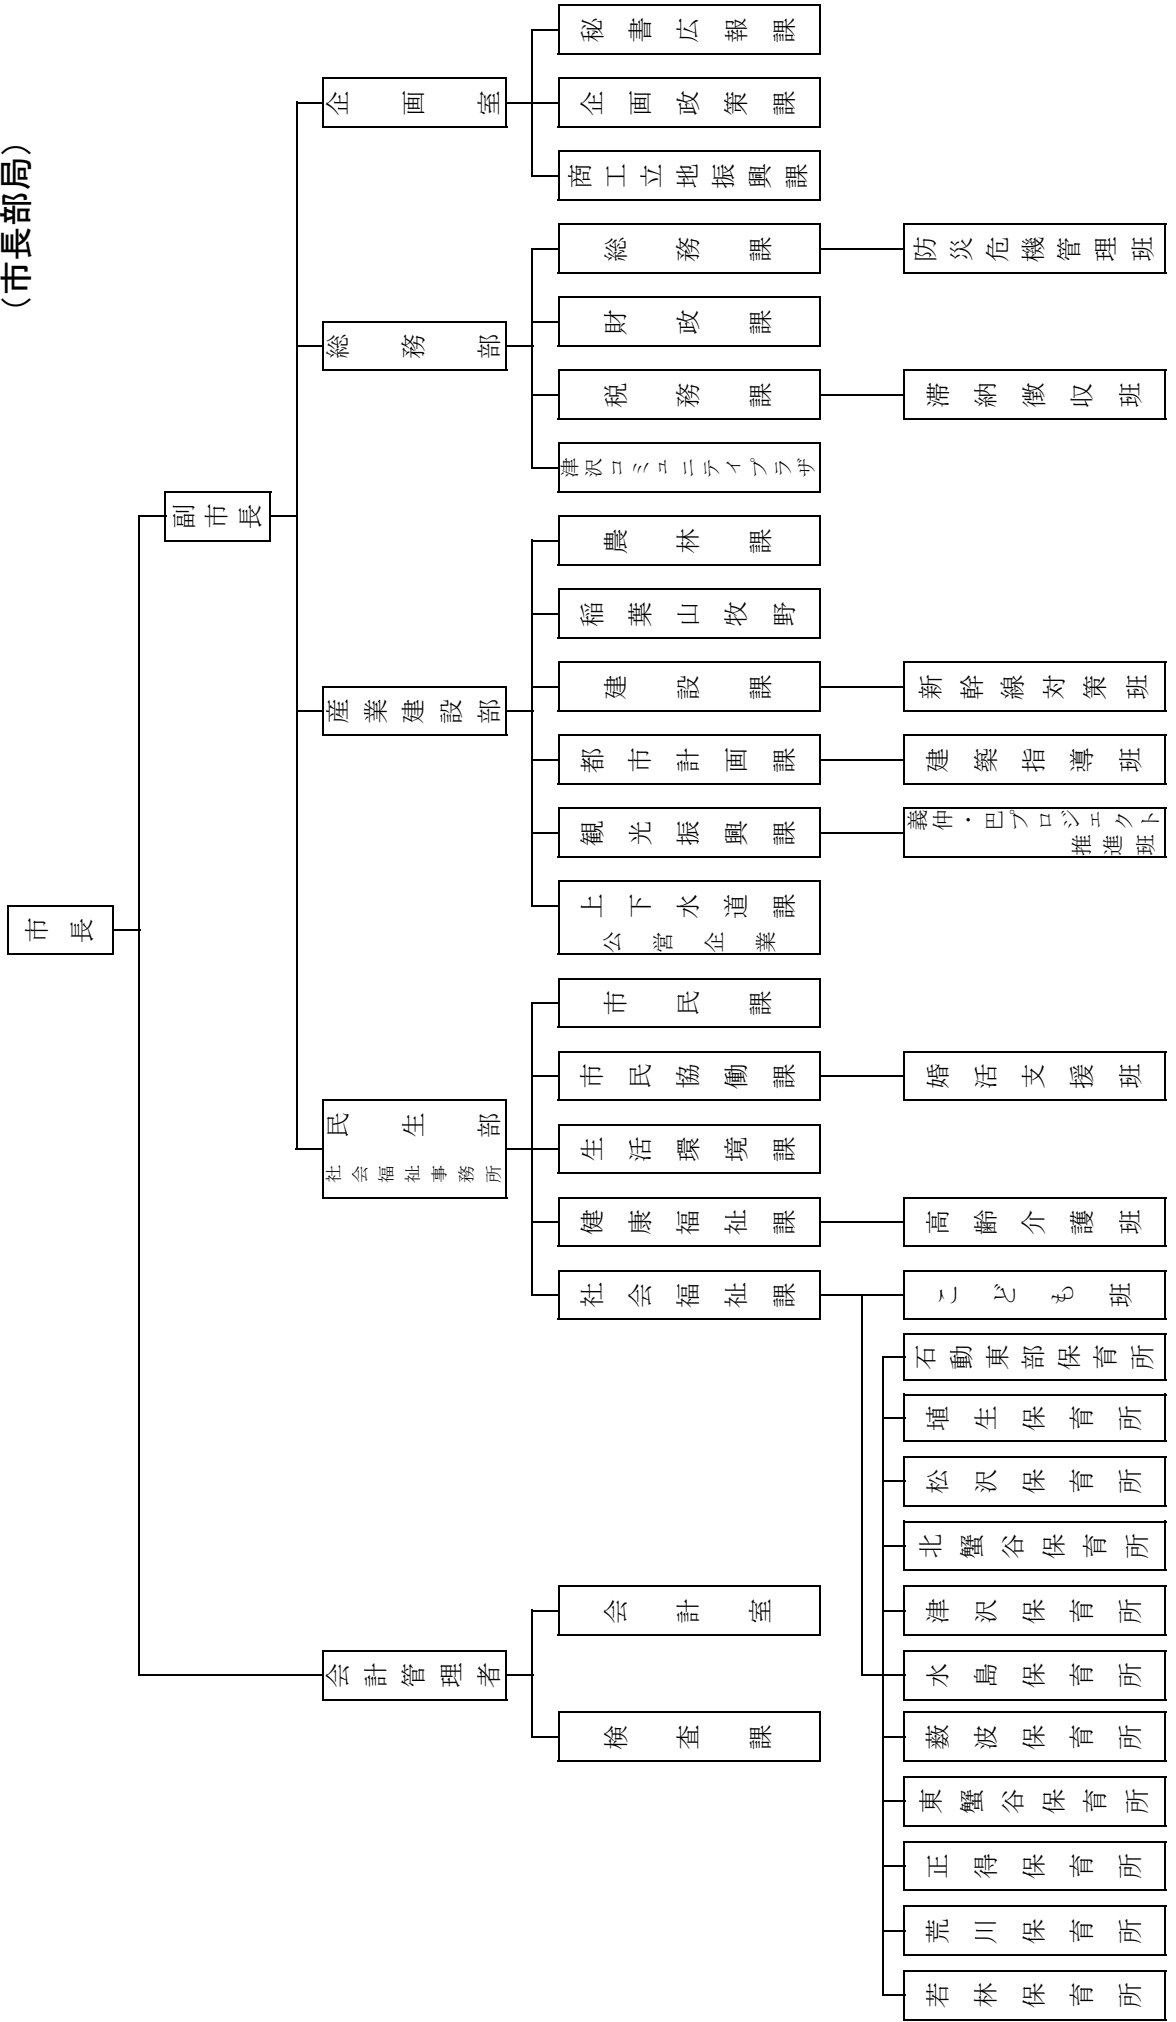 （市長部局）
市長
副市長
企画室
秘書広報課
企画政策課
商工立地振興課
総務部
総務課
防災危機管理班
財政課
税務課
滞納徴収班
津沢コミュニティプラザ
産業建設部
農林課
稲葉山牧野
建設課
新幹線対策班
都市計画課
建築指導班
観光振興課
義仲・巴プロジェクト
推進班
上下水道課
公営企業
民生部
社会福祉事務所
市民課
市民協働課
婚活支援班
生活環境課
健康福祉課
高齢介護班
社会福祉課
こども班
石動東部保育所
埴生保育所
松沢保育所
北蟹谷保育所
津沢保育所
水島保育所
薮波保育所
東蟹谷保育所
正得保育所
荒川保育所
若林保育所
会計管理者
会計室
検査課